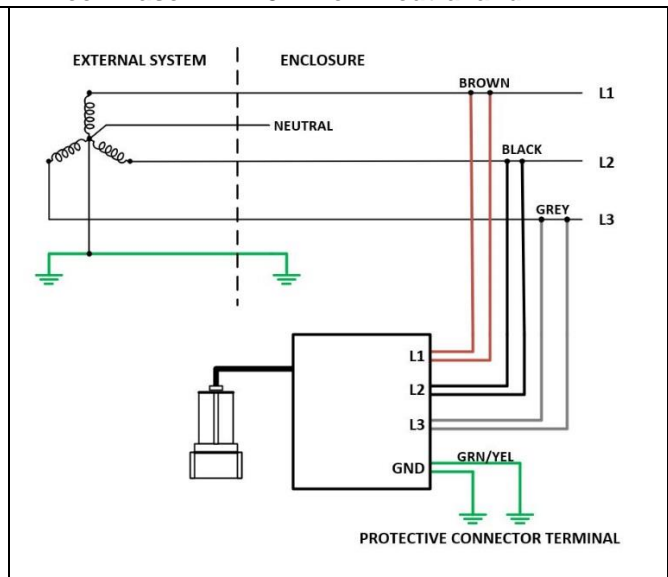 EXTERNAL SYSTEM
ENCLOSURE
BROWN
L1
NEUTRAL
BLACK
L2
GREY
L3
L1
L2
L3
GND
GRN/YEL
PROTECTIVE CONNECTOR TERMINAL